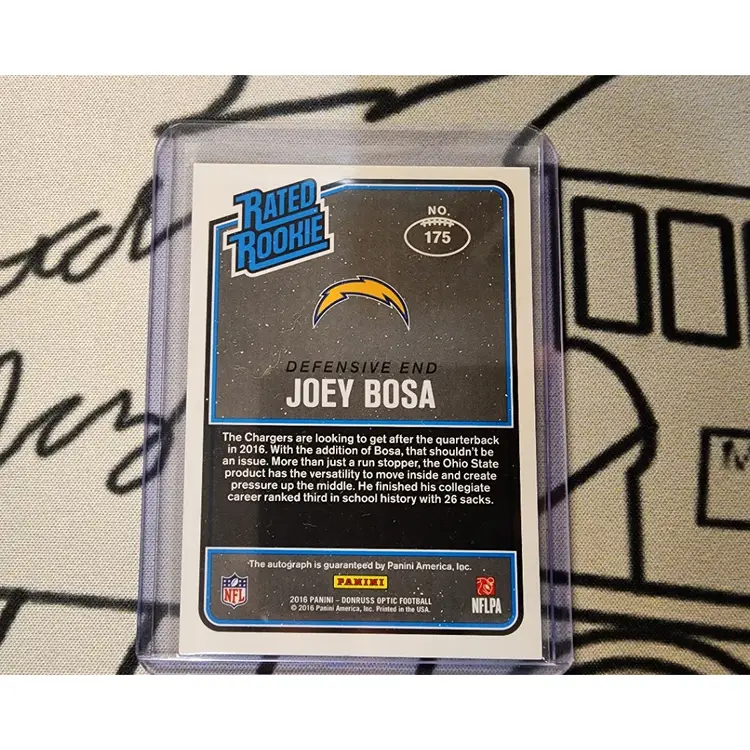 RATED
ROOKIE
NO.
175
DEFENSIVE END
JOEY BOSA
The Chargers are looking to get after the quarterback
in 2016. With the addition of Bosa, that shouldn't be
an issue. More than just a run stopper, the Ohio State
product has the versatility to move inside and create
pressure up the middle. He finished his collegiate
career ranked third in school history with 26 sacks.
The autograph is guaranteed by Panini America, Inc.
PANINI
NFL
2016 PANINI – DONRUSS OPTIC FOOTBALL
© 2016 Panini America, Inc. Printed in the USA.
NFLPA